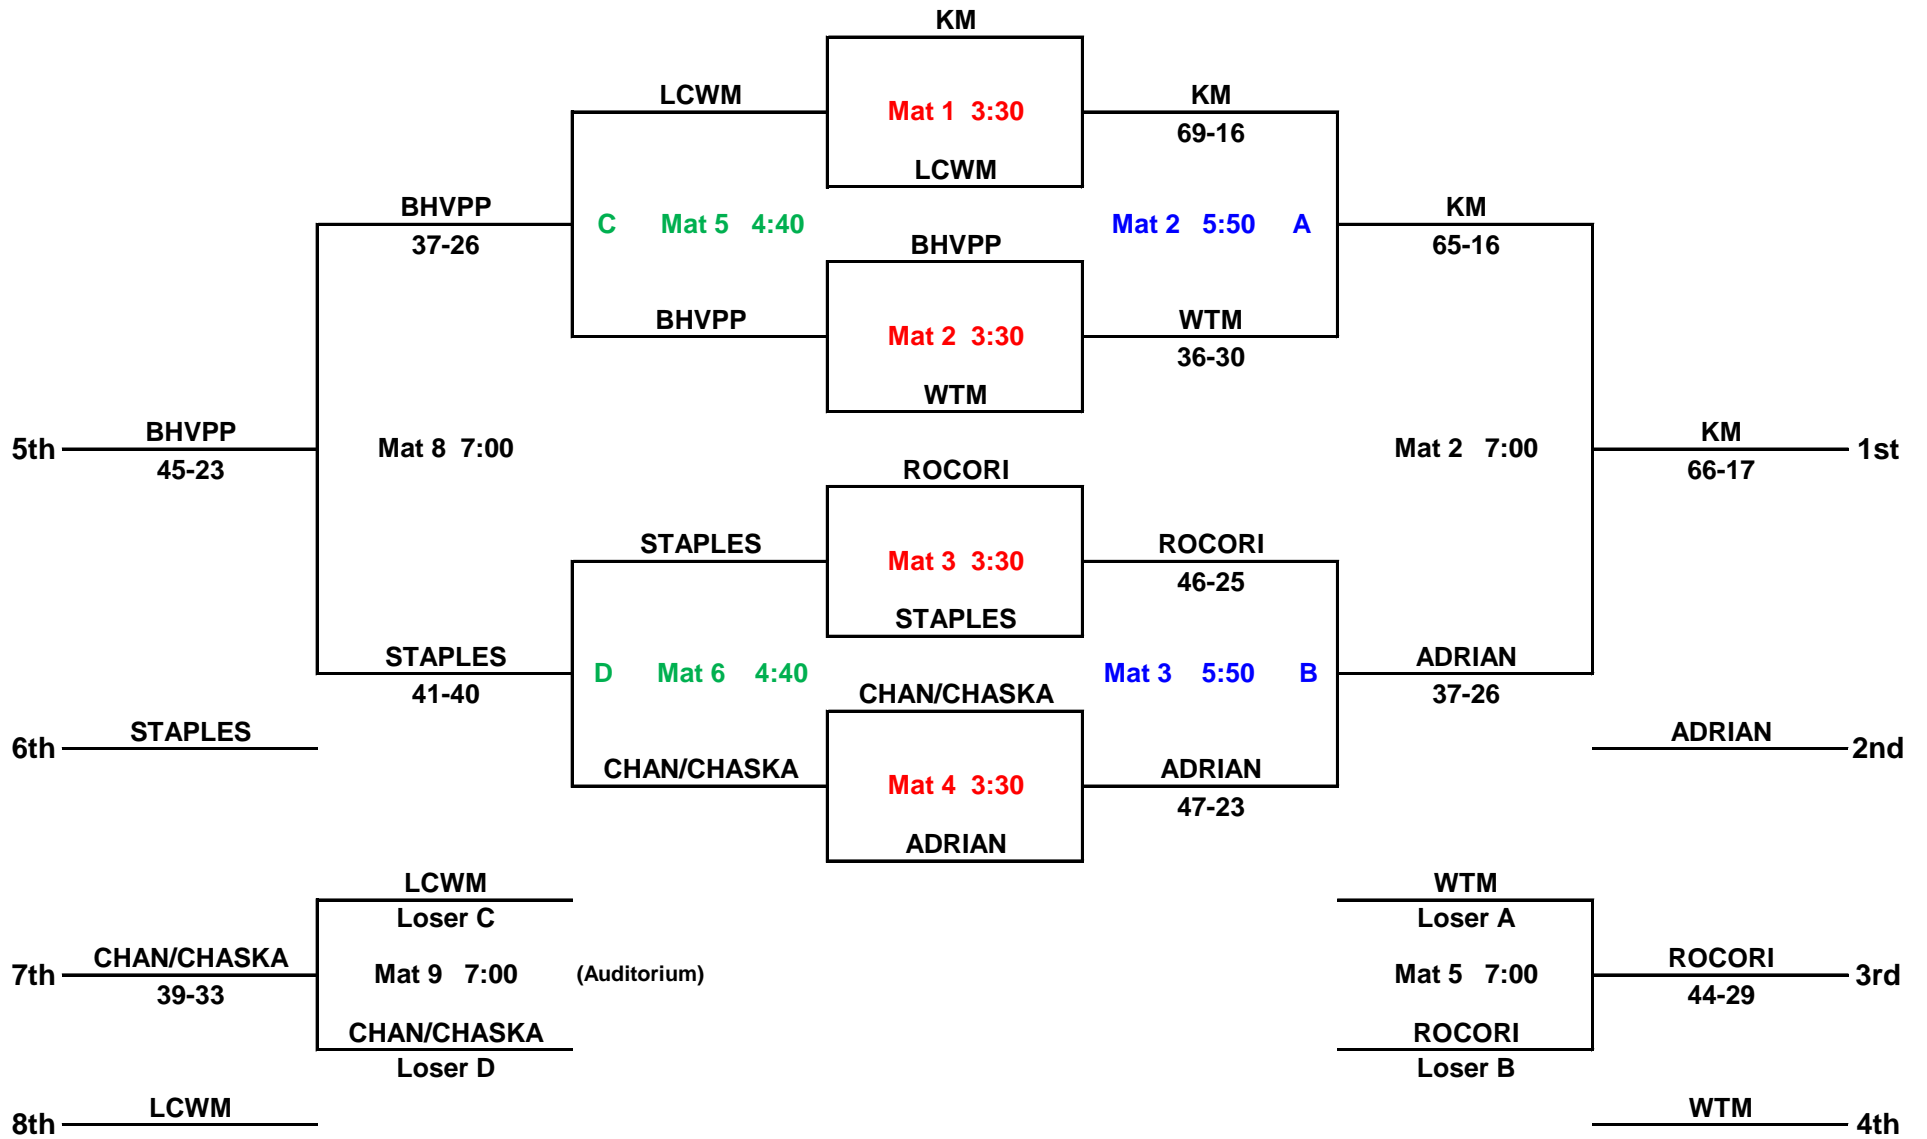 KM
LCWM
Mat 1  3:30
KM
69-16
LCWM
BHVPP
37-26
C Mat 5 4:40
Mat 2 5:50 A
KM
65-16
BHVPP
BHVPP
Mat 2  3:30
WTM
36-30
WTM
5th
BHVPP
45-23
Mat 8  7:00
Mat 2 7:00
KM
66-17
1st
ROCORI
STAPLES
Mat 3  3:30
ROCORI
46-25
STAPLES
STAPLES
41-40
D Mat 6 4:40
Mat 3 5:50 B
ADRIAN
37-26
CHAN/CHASKA
6th
STAPLES
ADRIAN
2nd
CHAN/CHASKA
Mat 4  3:30
ADRIAN
47-23
ADRIAN
LCWM
Loser C
WTM
Loser A
7th
CHAN/CHASKA
39-33
Mat 9 7:00
(Auditorium)
Mat 5 7:00
ROCORI
44-29
3rd
CHAN/CHASKA
Loser D
ROCORI
Loser B
8th
LCWM
WTM
4th